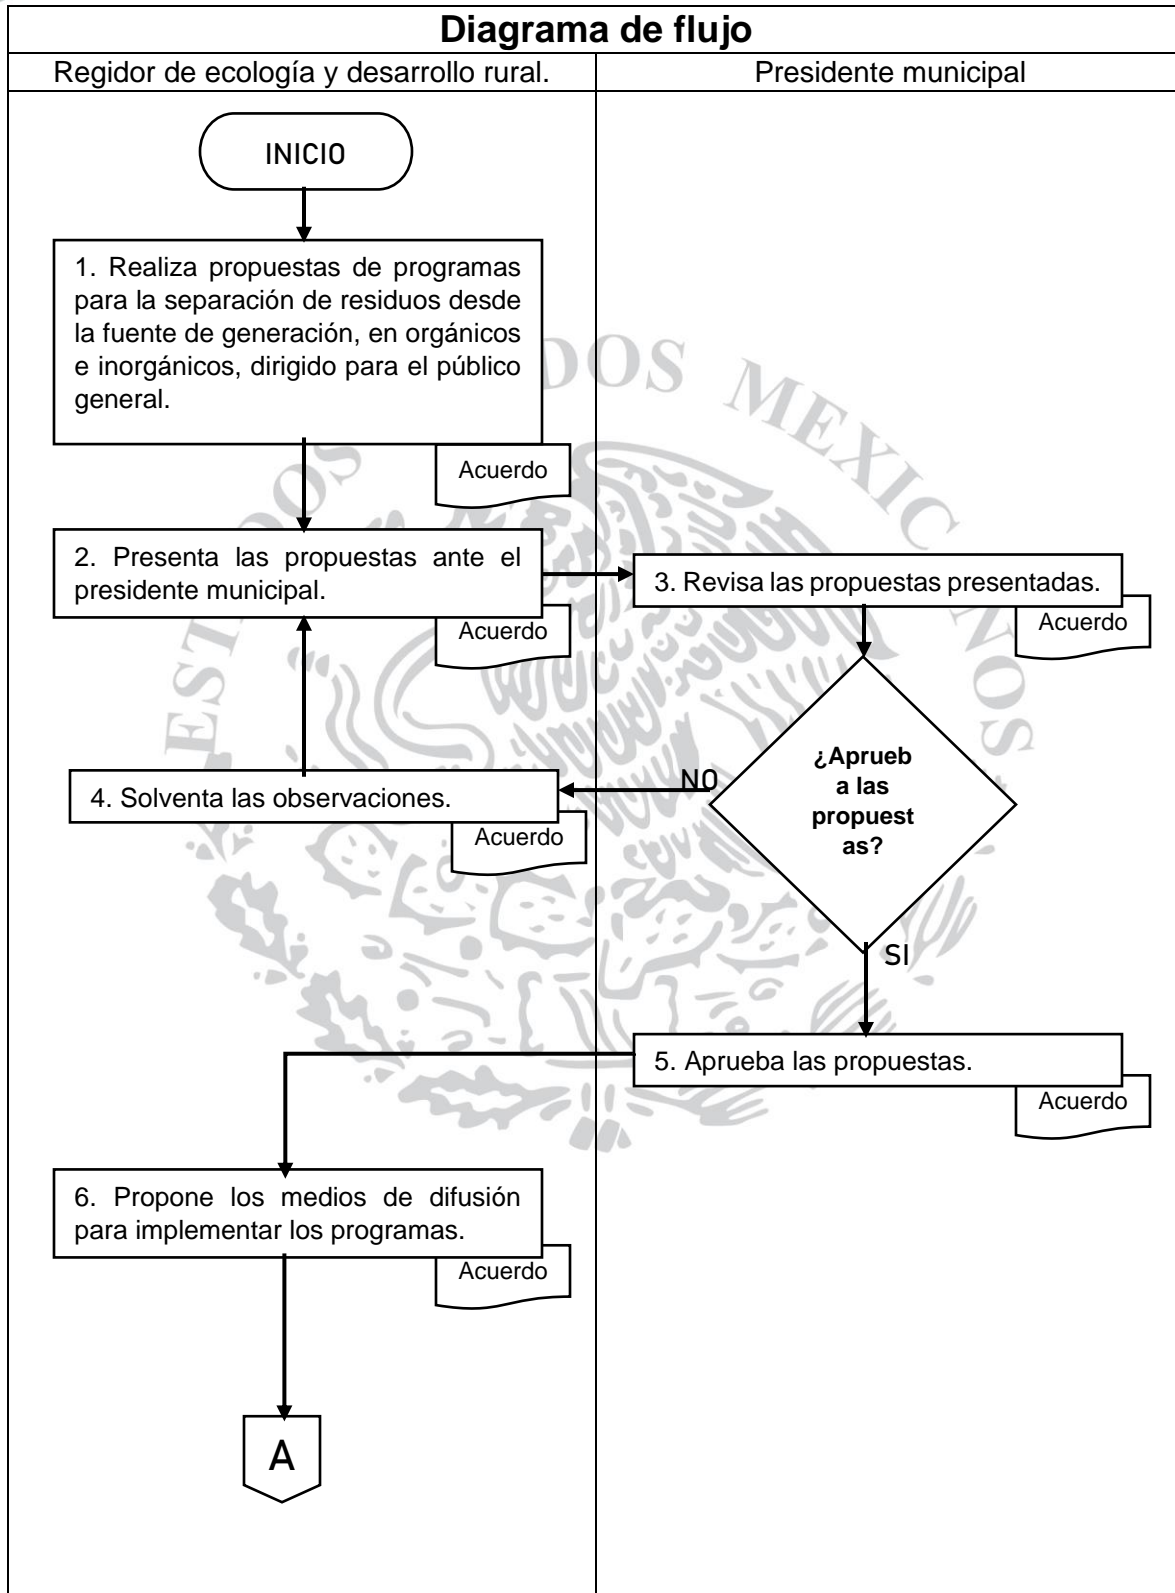 Diagrama de flujo
Regidor de ecología y desarrollo rural.
Presidente municipal
INICIO
1. Realiza propuestas de programas
para la separación de residuos desde
la fuente de generación, en orgánicos
e inorgánicos, dirigido para el público
general.
Acuerdo
2. Presenta las propuestas ante el
presidente municipal.
Acuerdo
3. Revisa las propuestas presentadas.
Acuerdo
¿Aprueb
a las
propuest
as?
NO
4. Solventa las observaciones.
Acuerdo
SI
5. Aprueba las propuestas.
Acuerdo
6. Propone los medios de difusión
para implementar los programas.
Acuerdo
A